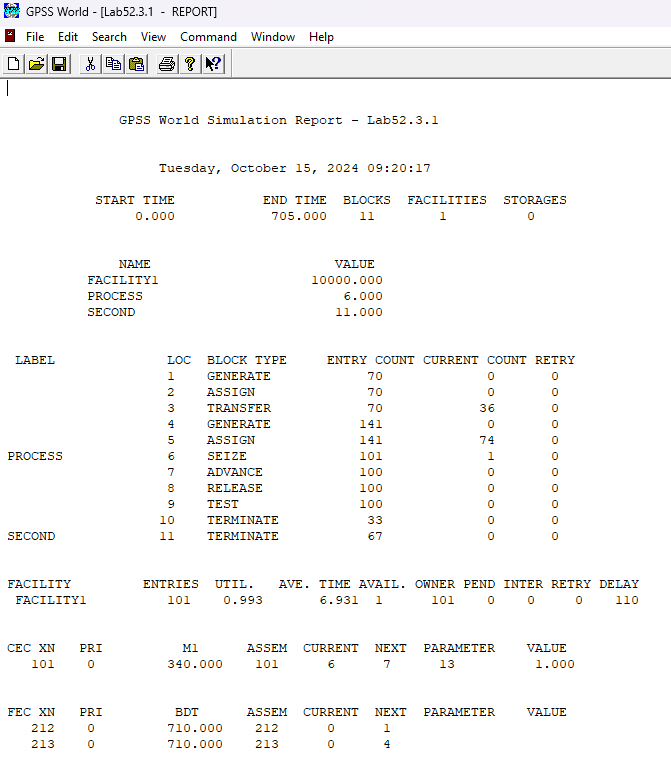 GPSS World - [Lab52.3.1 - REPORT]
File Edit Search View Command Window Help
GPSS World Simulation Report - Lab52.3.1
Tuesday, October 15, 2024 09:20:17
START TIME END TIME BLOCKS FACILITIES STORAGES
0.000 705.000 11 1 0
NAME VALUE
FACILITY1 10000.000
PROCESS 6.000
SECOND 11.000
LABEL LOC BLOCK TYPE ENTRY COUNT CURRENT COUNT RETRY
1 GENERATE 70 0 0
2 ASSIGN 70 0 0
3 TRANSFER 70 36 0
4 GENERATE 141 0 0
5 ASSIGN 141 74 0
PROCESS 6 SEIZE 101 1 0
7 ADVANCE 100 0 0
8 RELEASE 100 0 0
9 TEST 100 0 0
10 TERMINATE 33 0 0
SECOND 11 TERMINATE 67 0 0
FACILITY ENTRIES UTIL. AVE. TIME AVAIL. OWNER PEND INTER RETRY DELAY
FACILITY1 101 0.993 6.931 1 101 0 0 0 110
CEC XN PRI M1 ASSEM CURRENT NEXT PARAMETER VALUE
101 0 340.000 101 6 7 13 1.000
FEC XN PRI BDT ASSEM CURRENT NEXT PARAMETER VALUE
212 0 710.000 212 0 1
213 0 710.000 213 0 4